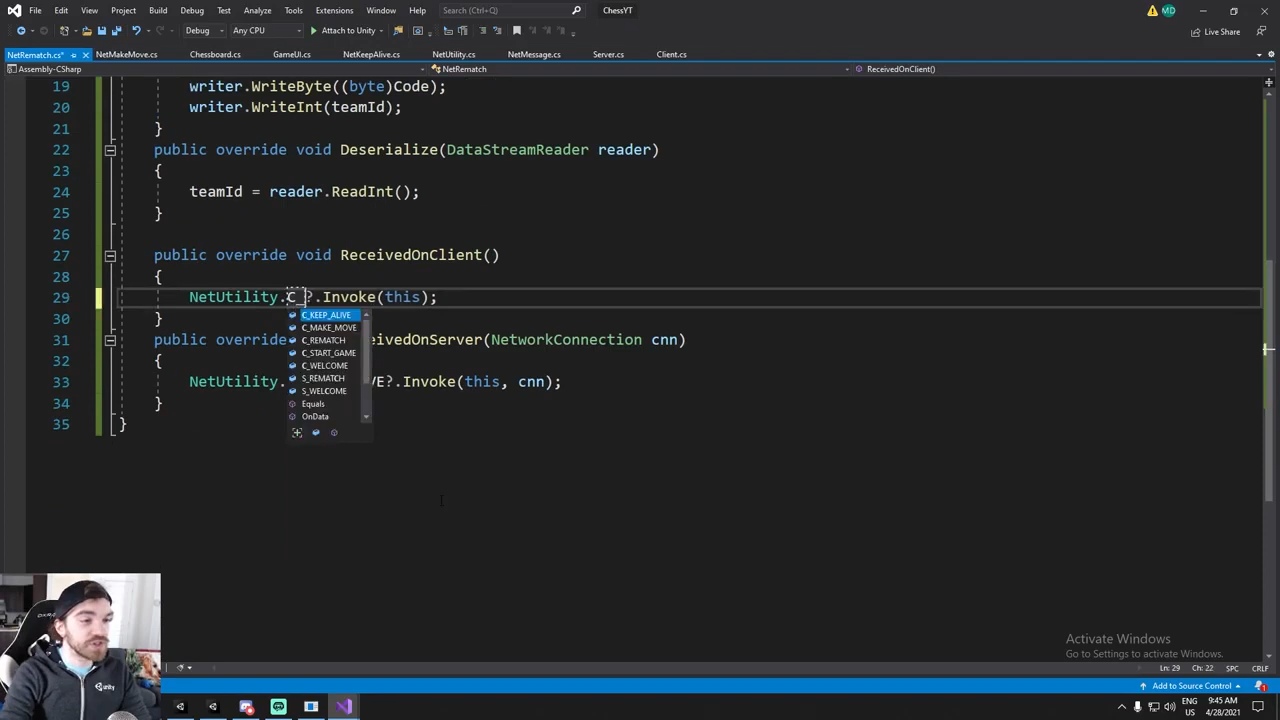 File Edit View Project Build Debug Test Analyze Tools Extensions Window Help Search (Ctrl+Q) ChessYT MD
Debug Any CPU Attach to Unity Live Share
NetRematch.cs* NetMakeMove.cs Chessboard.cs GameUI.cs NetKeepAlive.cs NetUtility.cs NetMessage.cs Server.cs Client.cs
Assembly-CSharp NetRematch ReceivedOnClient()
19 writer.WriteByte((byte)Code);
20 writer.WriteInt(teamId);
21 }
22 public override void Deserialize(DataStreamReader reader)
23 {
24 teamId = reader.ReadInt();
25 }
26
27 public override void ReceivedOnClient()
28 {
29 NetUtility.C_?.Invoke(this);
C_KEEP_ALIVE
30 }
C_MAKE_MOVE
31 public override ceivedOnServer(NetworkConnection cnn)
C_REMATCH
C_START_GAME
32 {
C_WELCOME
33 NetUtility. VE?.Invoke(this, cnn);
S_REMATCH
S_WELCOME
34 }
Equals
OnData
35 }
Activate Windows
Go to Settings to activate Windows.
Ln: 29 Ch: 22 SPC CRLF
Add to Source Control 1
unity
POW US 9:45 AM 4/28/2021